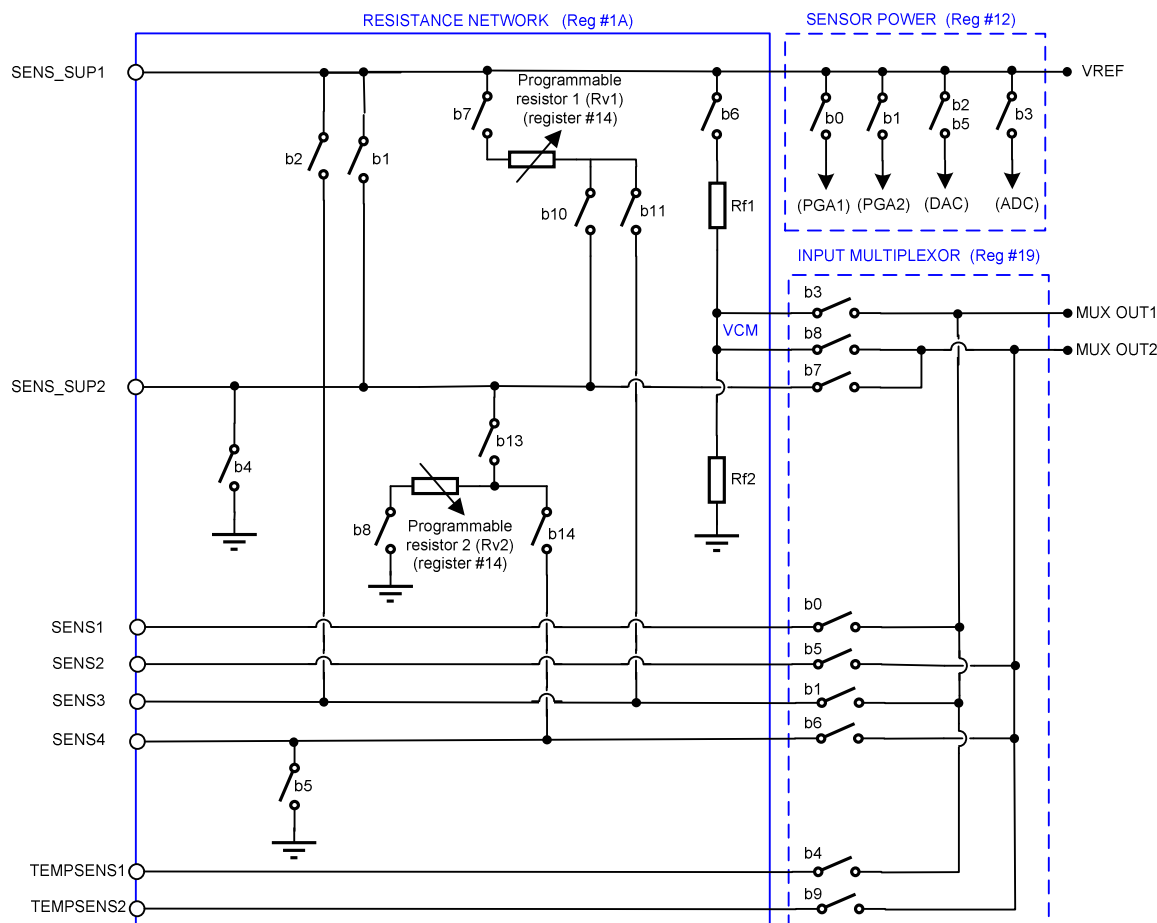 RESISTANCE NETWORK (Reg #1A)
SENSOR POWER (Reg #12)
SENS_SUP1
VREF
Programmable
resistor 1 (Rv1)
(register #14)
b7
b6
b0
b1
b2
b5
b3
b2
b1
b10
b11
Rf1
(PGA1)
(PGA2)
(DAC)
(ADC)
INPUT MULTIPLEXOR (Reg #19)
b3
MUX OUT1
VCM
b8
MUX OUT2
SENS_SUP2
b7
b13
b4
Rf2
b8
Programmable
resistor 2 (Rv2)
(register #14)
b14
b0
SENS1
b5
SENS2
b1
SENS3
b6
SENS4
b5
b4
TEMPSENS1
b9
TEMPSENS2